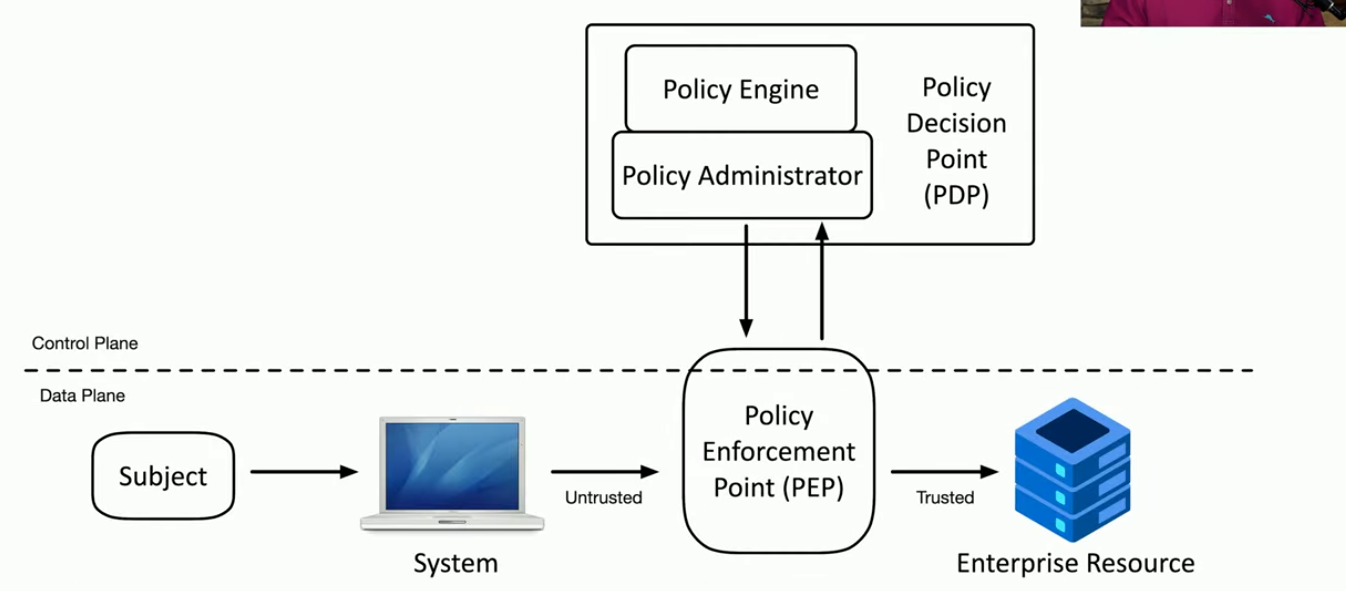 Policy Engine
Policy Administrator
Policy
Decision
Point
(PDP)
Control Plane
Data Plane
Subject
System
Untrusted
Policy
Enforcement
Point (PEP)
Trusted
Enterprise Resource